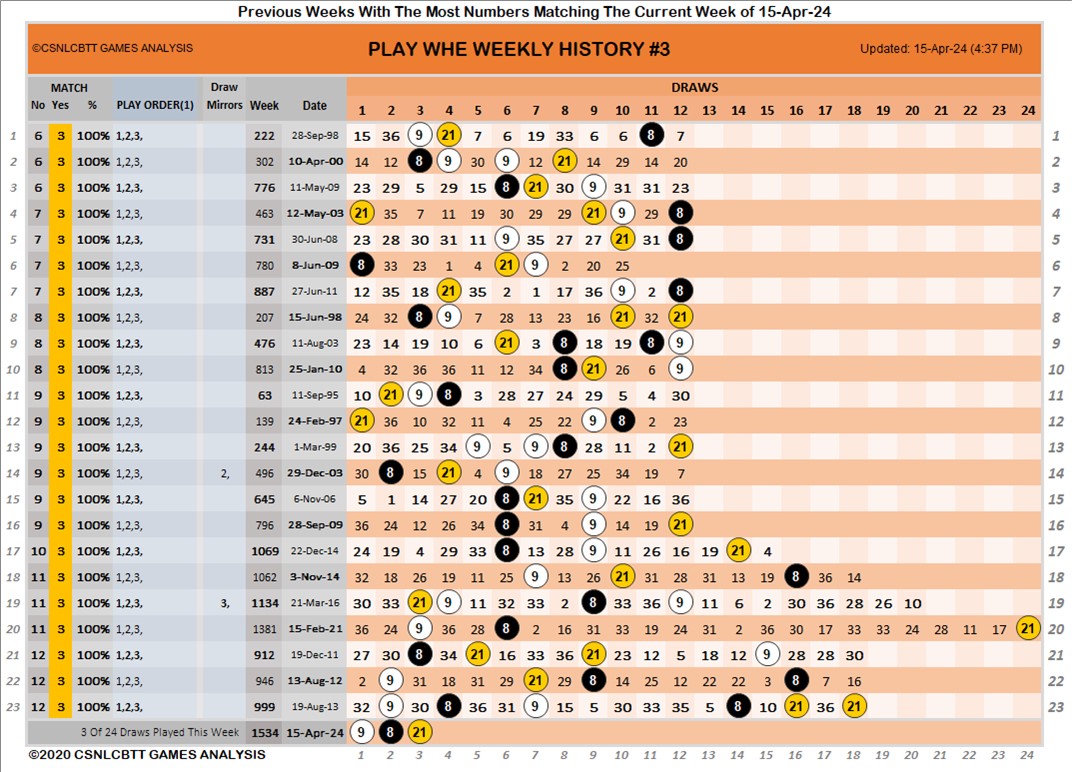 Previous Weeks With The Most Numbers Matching The Current Week of 15-Apr-24
©CSNLCBTT GAMES ANALYSIS PLAY WHE WEEKLY HISTORY #3 Updated: 15-Apr-24 (4:37 PM)
MATCH Draw DRAWS
No Yes % PLAY ORDER(1) Mirrors Week Date 1 2 3 4 5 6 7 8 9 10 11 12 13 14 15 16 17 18 19 20 21 22 23 24
1 6 3 100% 1,2,3, 222 28-Sep-98 15 36 9 21 7 6 19 33 6 6 8 7 1
2 6 3 100% 1,2,3, 302 10-Apr-00 14 12 8 9 30 9 12 21 14 29 14 20 2
3 6 3 100% 1,2,3, 776 11-May-09 23 29 5 29 15 8 21 30 9 31 31 23 3
4 7 3 100% 1,2,3, 463 12-May-03 21 35 7 11 19 30 29 29 21 9 29 8 4
5 7 3 100% 1,2,3, 731 30-Jun-08 23 28 30 31 11 9 35 27 27 21 31 8 5
6 7 3 100% 1,2,3, 780 8-Jun-09 8 33 23 1 4 21 9 2 20 25 6
7 7 3 100% 1,2,3, 887 27-Jun-11 12 35 18 21 35 2 1 17 36 9 2 8 7
8 8 3 100% 1,2,3, 207 15-Jun-98 24 32 8 9 7 28 13 23 16 21 32 21 8
9 8 3 100% 1,2,3, 476 11-Aug-03 23 14 19 10 6 21 3 8 18 19 8 9 9
10 8 3 100% 1,2,3, 813 25-Jan-10 4 32 36 36 11 12 34 8 21 26 6 9 10
11 9 3 100% 1,2,3, 63 11-Sep-95 10 21 9 8 3 28 27 24 29 5 4 30 11
12 9 3 100% 1,2,3, 139 24-Feb-97 21 36 10 32 11 4 25 22 9 8 2 23 12
13 9 3 100% 1,2,3, 244 1-Mar-99 20 36 25 34 9 5 9 8 28 11 2 21 13
14 9 3 100% 1,2,3, 2, 496 29-Dec-03 30 8 15 21 4 9 18 27 25 34 19 7 14
15 9 3 100% 1,2,3, 645 6-Nov-06 5 1 14 27 20 8 21 35 9 22 16 36 15
16 9 3 100% 1,2,3, 796 28-Sep-09 36 24 12 26 34 8 31 4 9 14 19 21 16
17 10 3 100% 1,2,3, 1069 22-Dec-14 24 19 4 29 33 8 13 28 9 11 26 16 19 21 4 17
18 11 3 100% 1,2,3, 1062 3-Nov-14 32 18 26 19 11 25 9 13 26 21 31 28 31 13 19 8 36 14 18
19 11 3 100% 1,2,3, 3, 1134 21-Mar-16 30 33 21 9 11 32 33 2 8 33 36 9 11 6 2 30 36 28 26 10 19
20 11 3 100% 1,2,3, 1381 15-Feb-21 36 24 9 36 28 8 2 16 31 33 19 24 31 2 36 30 17 33 33 24 28 11 17 21 20
21 12 3 100% 1,2,3, 912 19-Dec-11 27 30 8 34 21 16 33 36 21 23 12 5 18 12 9 28 28 30 21
22 12 3 100% 1,2,3, 946 13-Aug-12 2 9 31 18 31 29 21 29 8 14 25 12 22 22 3 8 7 16 22
23 12 3 100% 1,2,3, 999 19-Aug-13 32 9 30 8 36 31 9 15 5 30 33 35 5 8 10 21 36 21 23
3 Of 24 Draws Played This Week 1534 15-Apr-24 9 8 21
©2020 CSNLCBTT GAMES ANALYSIS 1 2 3 4 5 6 7 8 9 10 11 12 13 14 15 16 17 18 19 20 21 22 23 24